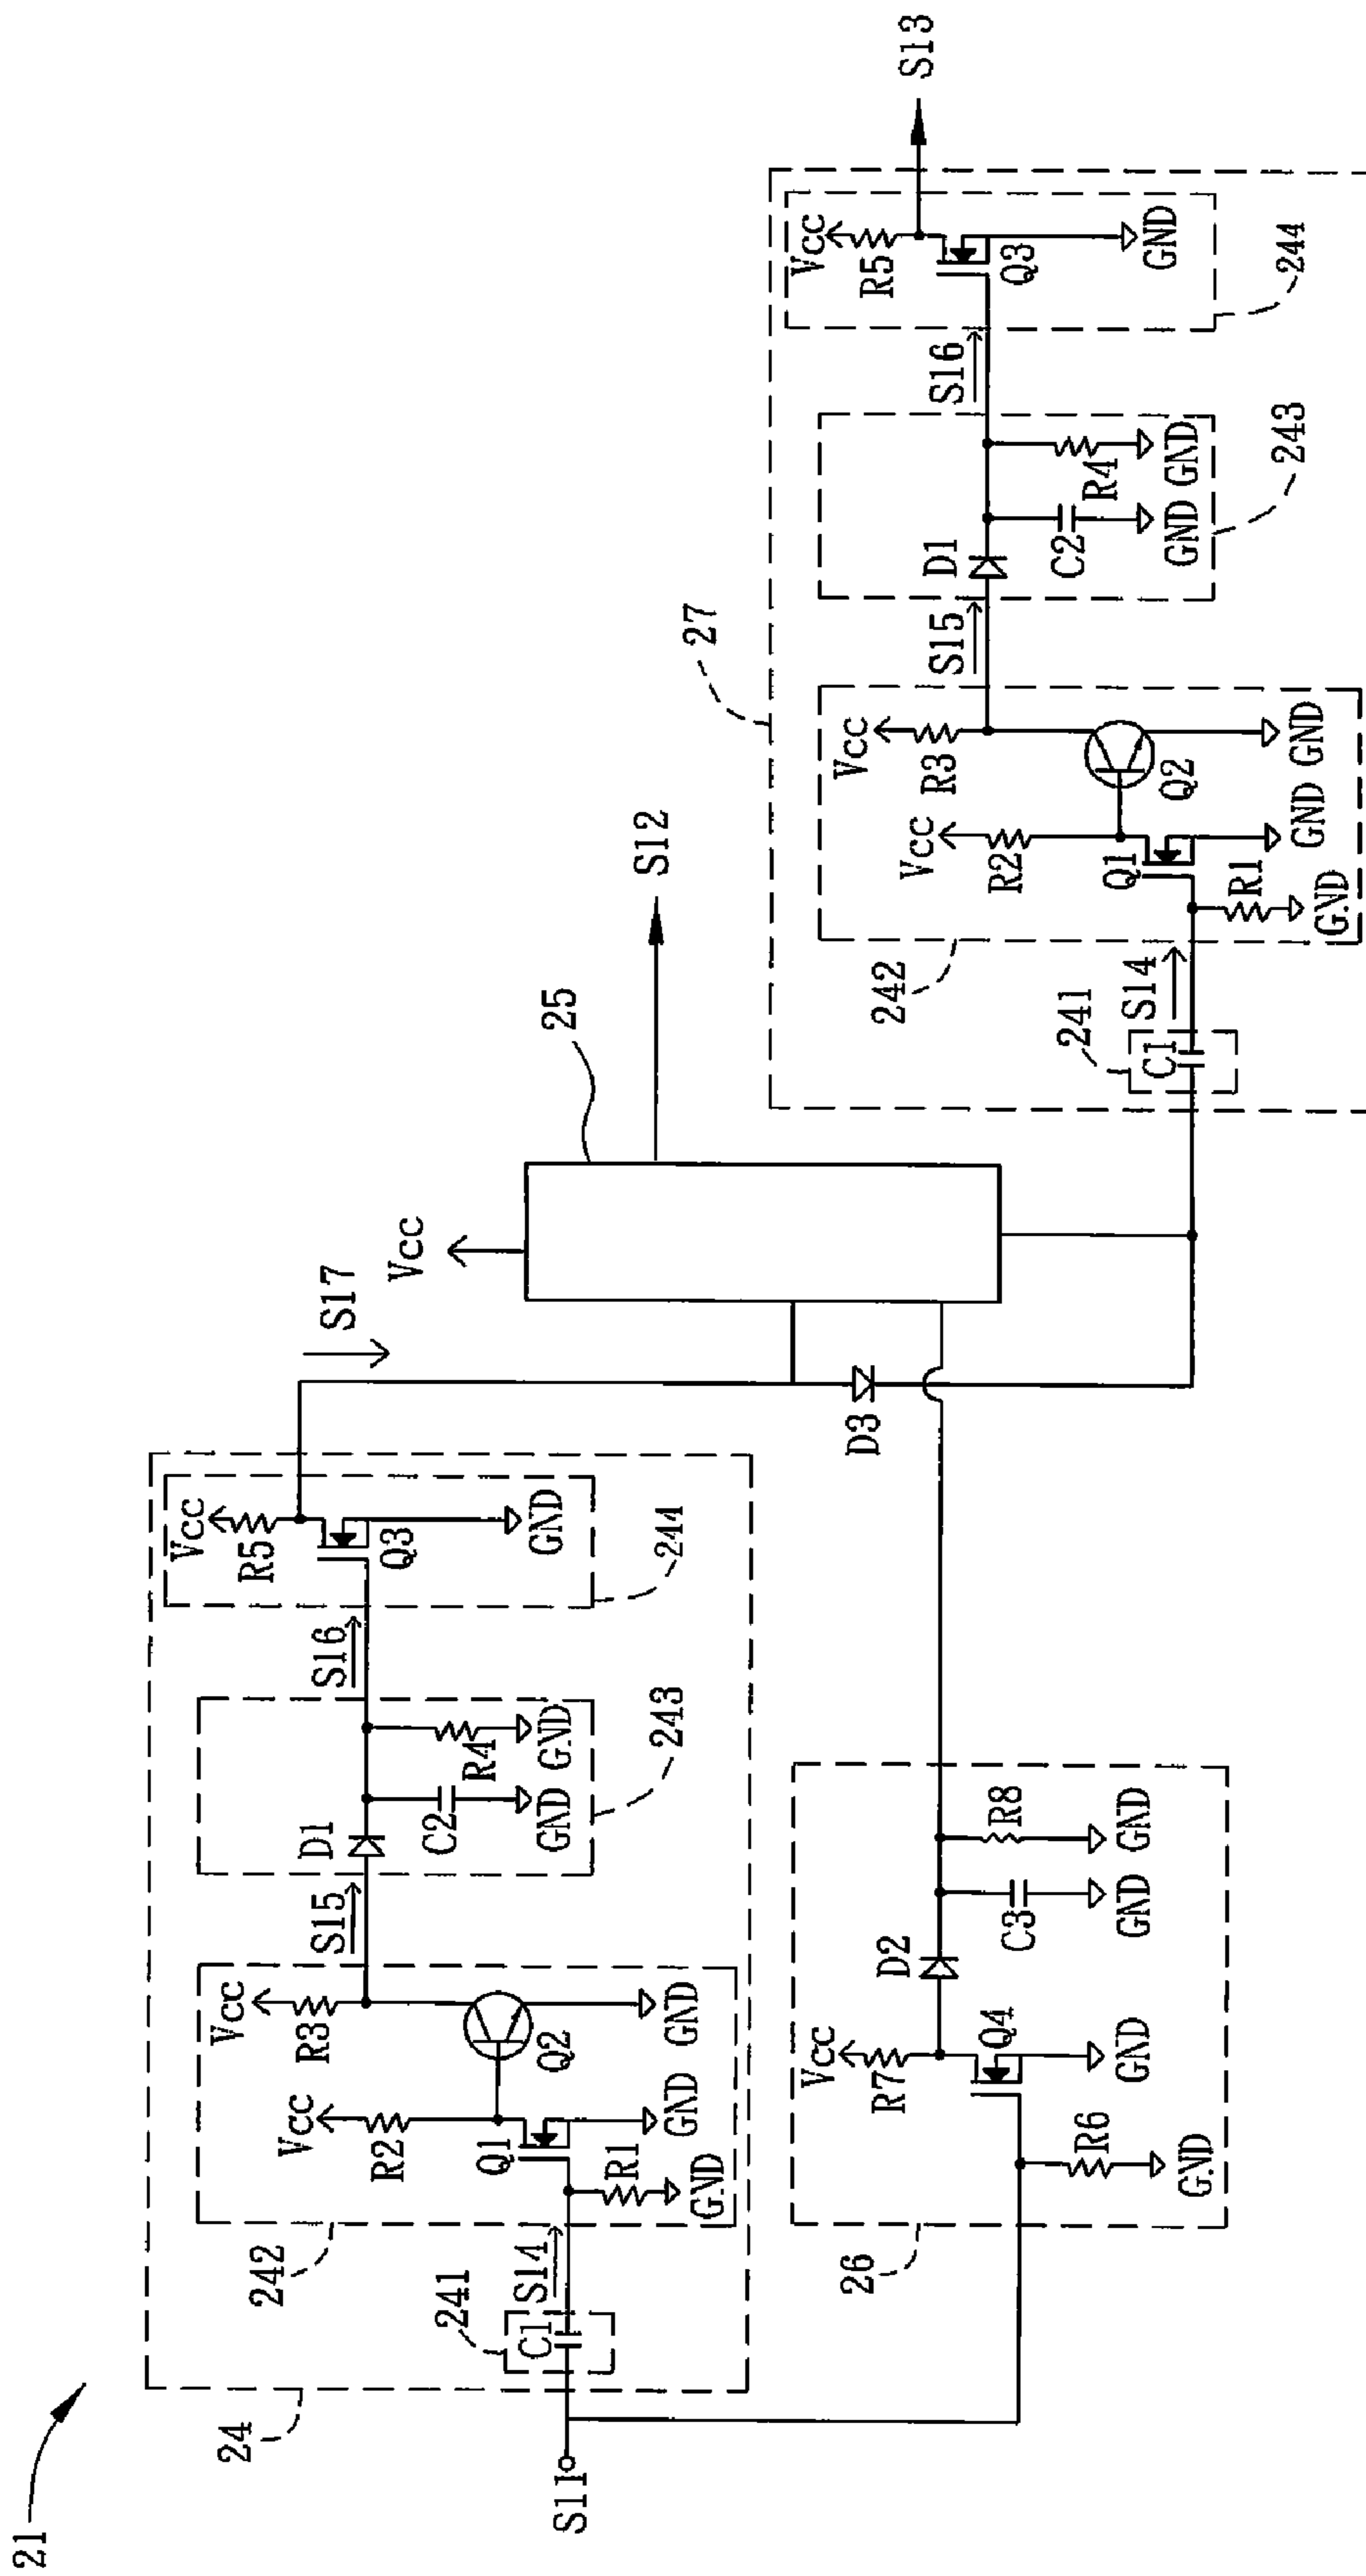 21
S11
24
241
C1
S14
242
R1
GND
Q1
GND
R2
Vcc
Q2
GND
R3
Vcc
S15
D1
C2
GND
R4
GND
243
S16
Q3
GND
R5
Vcc
244
S17
26
R6
GND
Q4
GND
R7
Vcc
D2
C3
GND
R8
GND
D3
Vcc
25
S12
27
241
C1
S14
242
R1
GND
Q1
GND
R2
Vcc
Q2
GND
R3
Vcc
S15
D1
C2
GND
R4
GND
243
S16
Q3
GND
R5
Vcc
244
S13